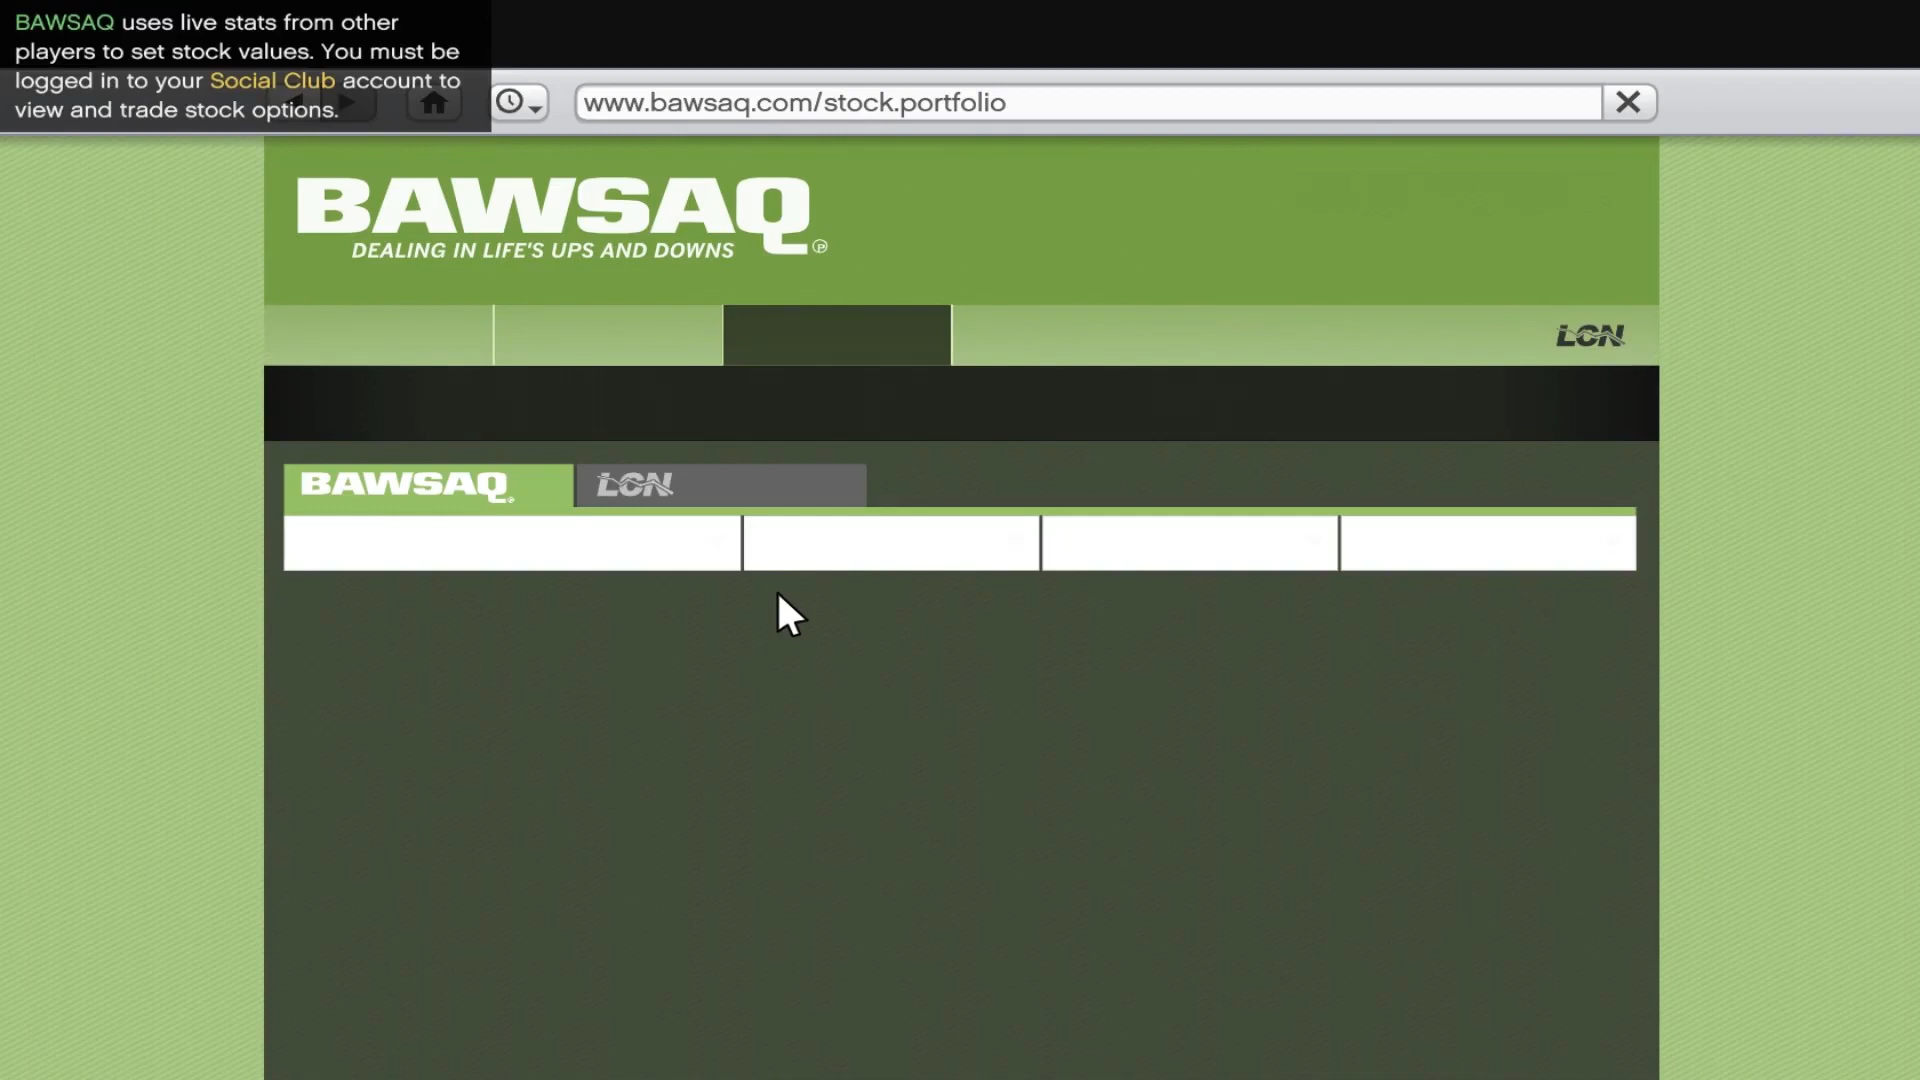 BAWSAQ uses live stats from other
players to set stock values. You must be
logged in to your Social Club account to
view and trade stock options.
www.bawsaq.com/stock.portfolio
BAWSAQ
DEALING IN LIFE'S UPS AND DOWNS
LCN
BAWSAQ
LCN